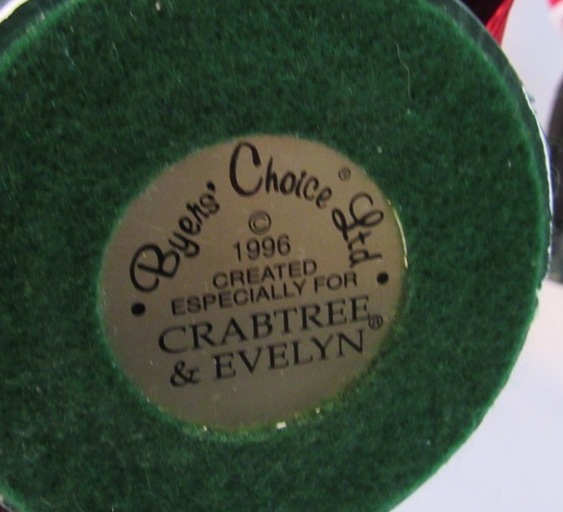 Byers' Choice® Ltd.
©
1996
CREATED
ESPECIALLY FOR
CRABTREE
& EVELYN®